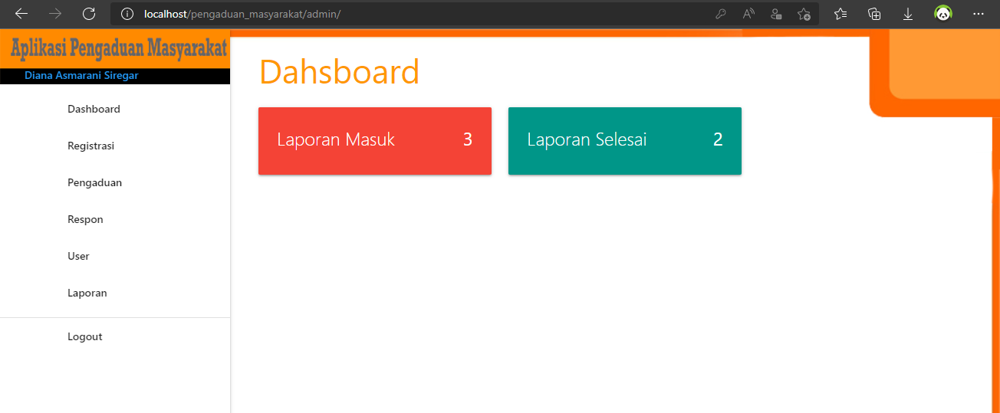 localhost/pengaduan_masyarakat/admin/
Aplikasi Pengaduan Masyarakat
Diana Asmarani Siregar
Dashboard
Registrasi
Pengaduan
Respon
User
Laporan
Logout
Dahsboard
Laporan Masuk 3
Laporan Selesai 2